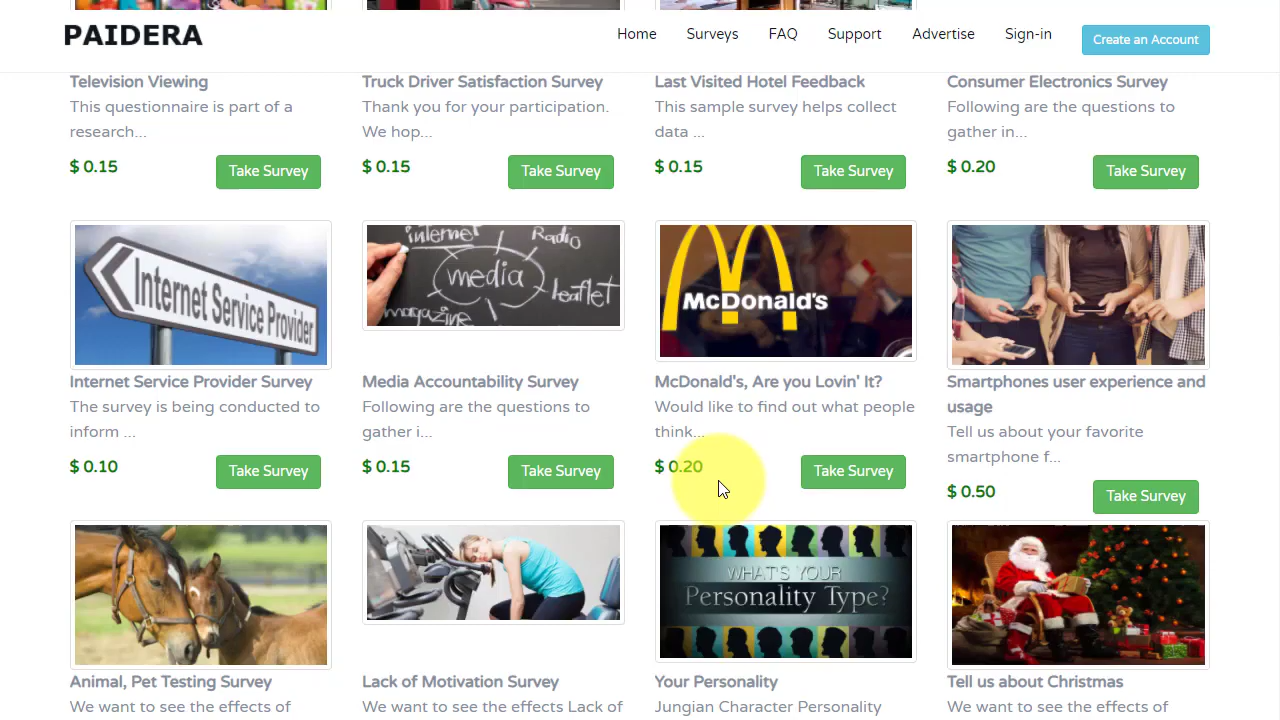 PAIDERA
Home Surveys FAQ Support Advertise Sign-in Create an Account
Television Viewing
This questionnaire is part of a
research...
$ 0.15 Take Survey
Truck Driver Satisfaction Survey
Thank you for your participation.
We hop...
$ 0.15 Take Survey
Last Visited Hotel Feedback
This sample survey helps collect
data ...
$ 0.15 Take Survey
Consumer Electronics Survey
Following are the questions to
gather in...
$ 0.20 Take Survey
Internet Service Provider
Internet Service Provider Survey
The survey is being conducted to
inform ...
$ 0.10 Take Survey
internet Radio
media
leaflet
magazine
Media Accountability Survey
Following are the questions to
gather i...
$ 0.15 Take Survey
McDonald's
McDonald's, Are you Lovin' It?
Would like to find out what people
think...
$ 0.20 Take Survey
Smartphones user experience and
usage
Tell us about your favorite
smartphone f...
$ 0.50 Take Survey
Animal, Pet Testing Survey
We want to see the effects of
Lack of Motivation Survey
We want to see the effects Lack of
WHAT'S YOUR
Personality Type?
Your Personality
Jungian Character Personality
Tell us about Christmas
We want to see the effects of